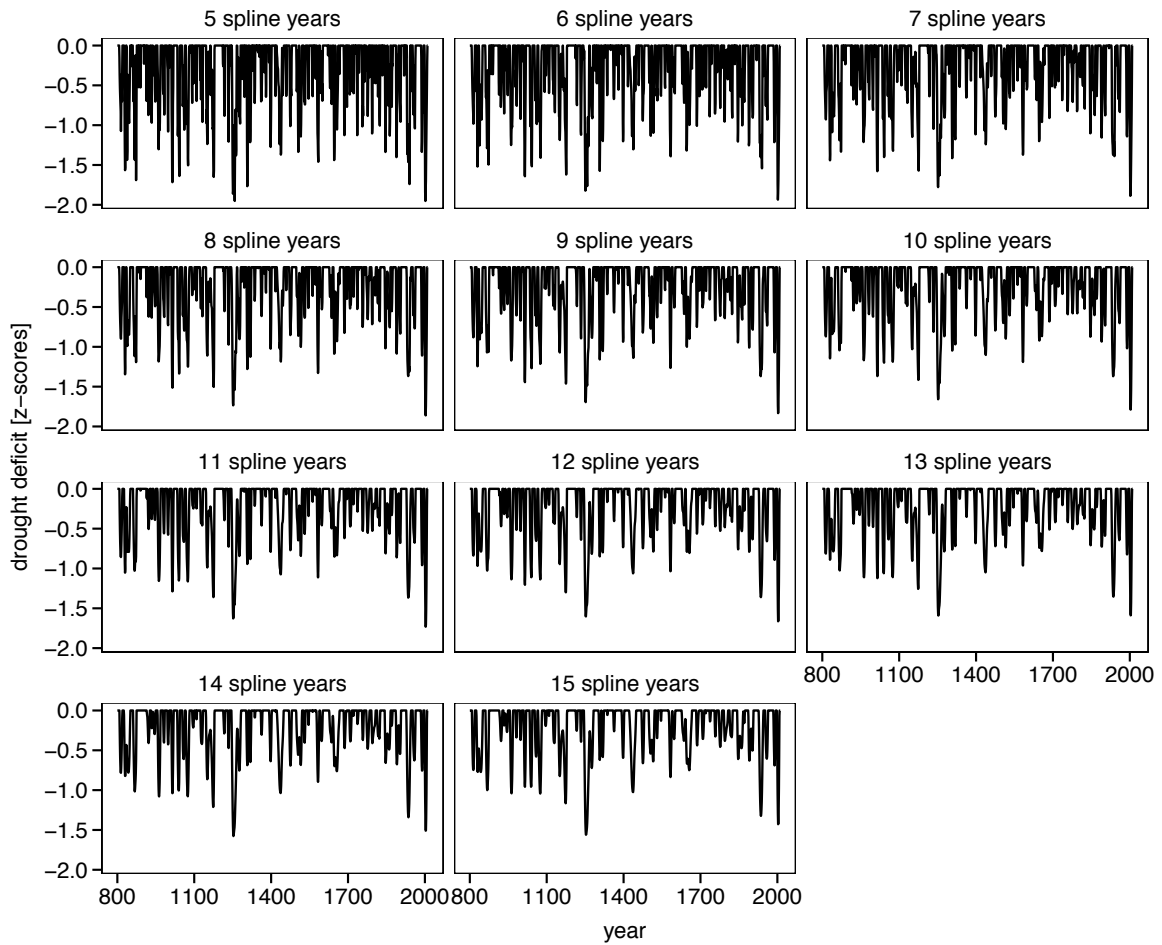 5 spline years
6 spline years
7 spline years
0.0
−0.5
−1.0
−1.5
−2.0
8 spline years
9 spline years
10 spline years
0.0
−0.5
−1.0
−1.5
−2.0
drought deficit [z−scores]
11 spline years
12 spline years
13 spline years
0.0
−0.5
−1.0
−1.5
−2.0
800 1100 1400 1700 2000
14 spline years
15 spline years
0.0
−0.5
−1.0
−1.5
−2.0
800 1100 1400 1700 2000 800 1100 1400 1700 2000
year